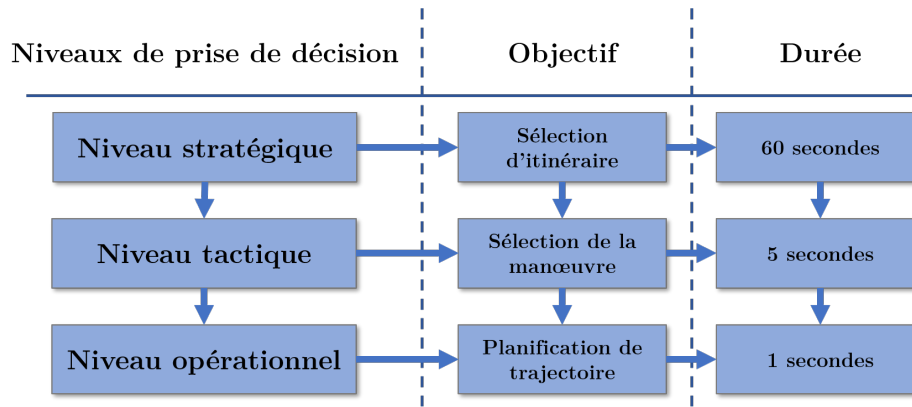 Niveaux de prise de décision
Objectif
Durée
Niveau stratégique
Sélection
d'itinéraire
60 secondes
Niveau tactique
Sélection de la
manœuvre
5 secondes
Niveau opérationnel
Planification de
trajectoire
1 secondes